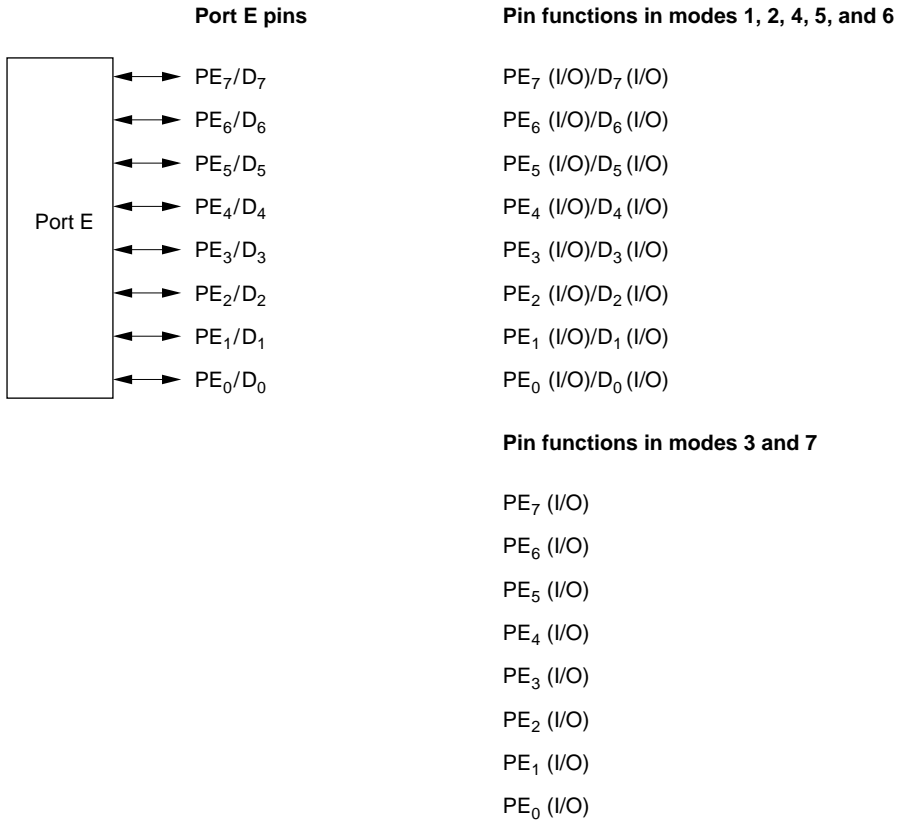 Port E pins    Pin functions in modes 1, 2, 4, 5, and 6
PE₇/D₇    PE₇ (I/O)/D₇ (I/O)
PE₆/D₆    PE₆ (I/O)/D₆ (I/O)
PE₅/D₅    PE₅ (I/O)/D₅ (I/O)
PE₄/D₄    PE₄ (I/O)/D₄ (I/O)
Port E
PE₃/D₃    PE₃ (I/O)/D₃ (I/O)
PE₂/D₂    PE₂ (I/O)/D₂ (I/O)
PE₁/D₁    PE₁ (I/O)/D₁ (I/O)
PE₀/D₀    PE₀ (I/O)/D₀ (I/O)
Pin functions in modes 3 and 7
PE₇ (I/O)
PE₆ (I/O)
PE₅ (I/O)
PE₄ (I/O)
PE₃ (I/O)
PE₂ (I/O)
PE₁ (I/O)
PE₀ (I/O)